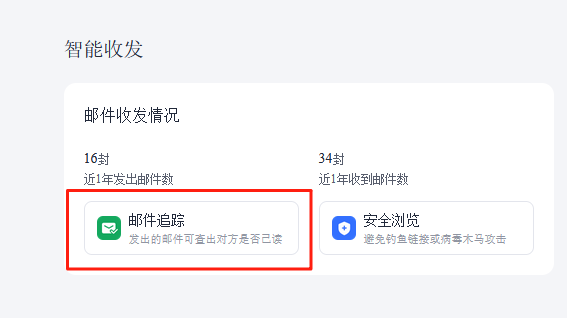 智能收发
邮件收发情况
16封
近1年发出邮件数
34封
近1年收到邮件数
邮件追踪
发出的邮件可查出对方是否已读
安全浏览
避免钓鱼链接或病毒木马攻击